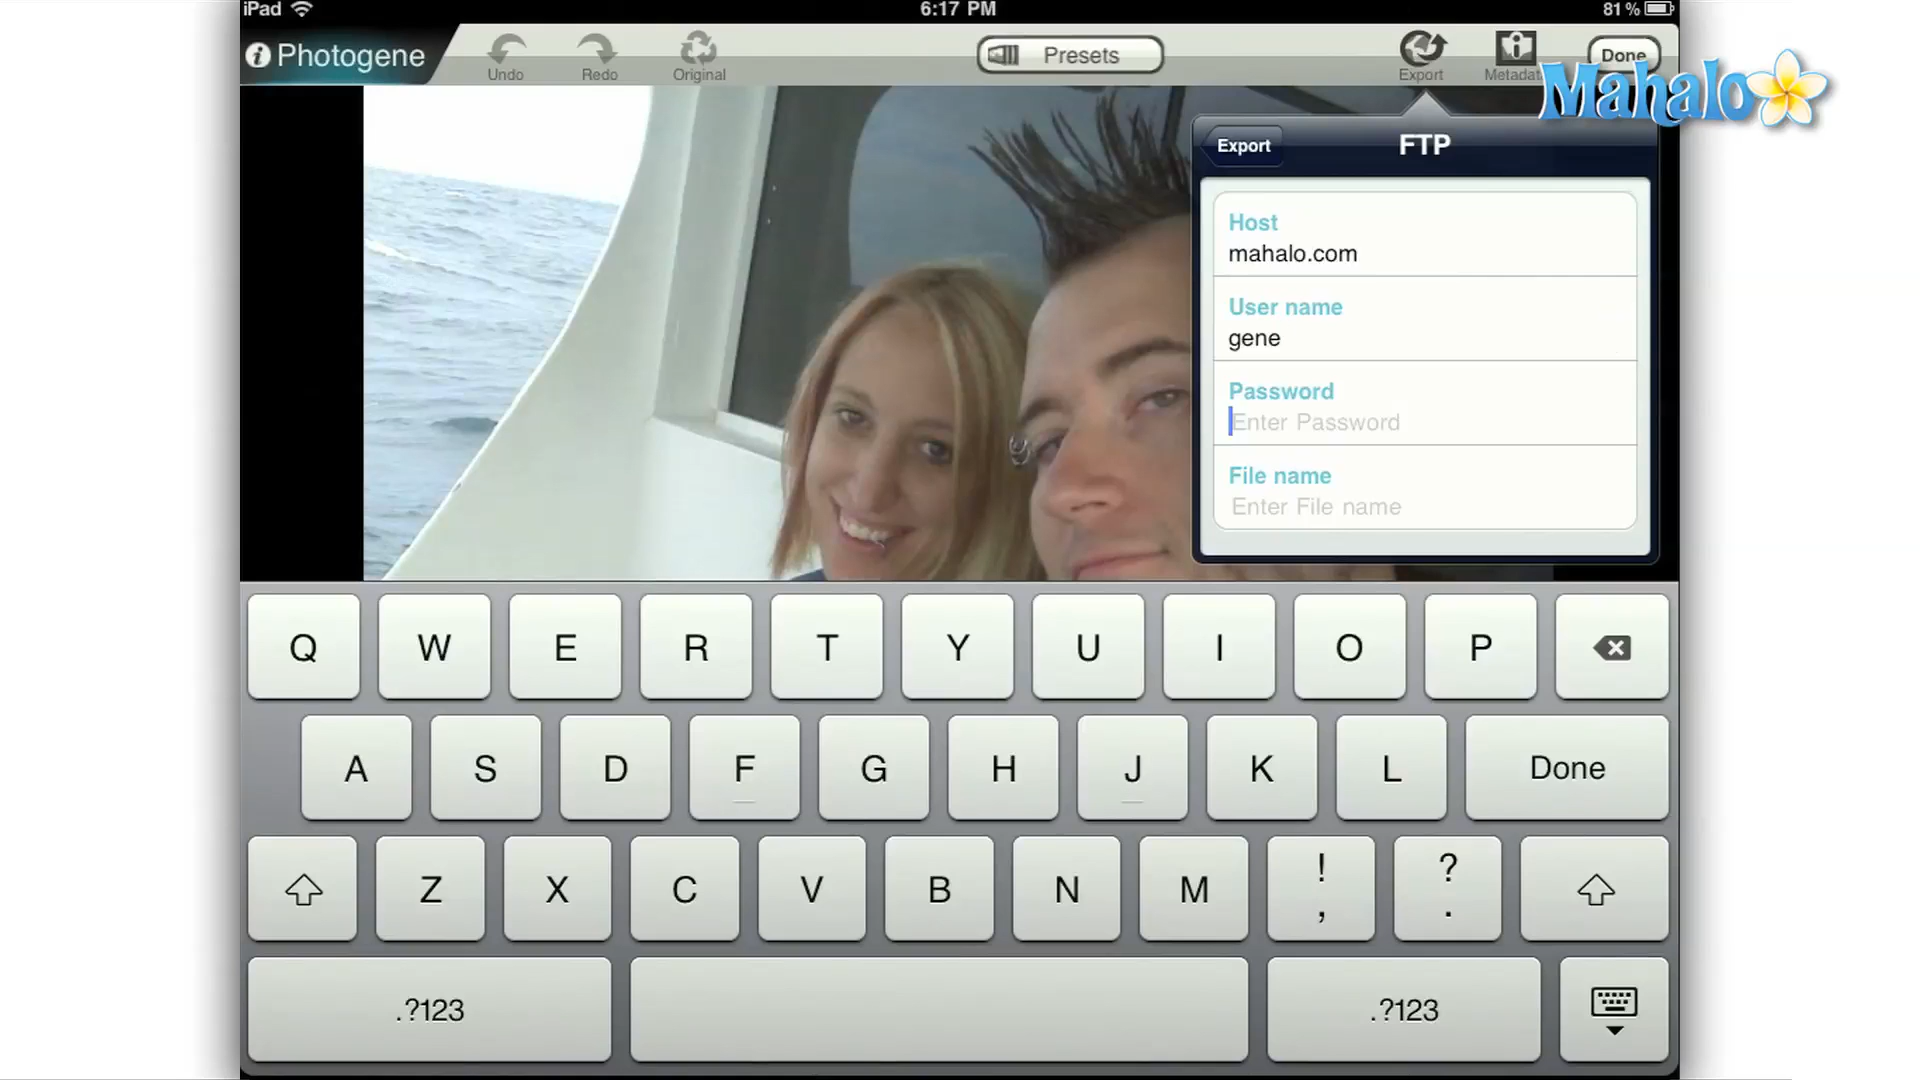 iPad 6:17 PM 81 %
Photogene Undo Redo Original Presets Export Metadat Done
Mahalo
Export FTP
Host
mahalo.com
User name
gene
Password
Enter Password
File name
Enter File name
Q W E R T Y U I O P
A S D F G H J K L Done
Z X C V B N M ! , ? .
.?123 .?123